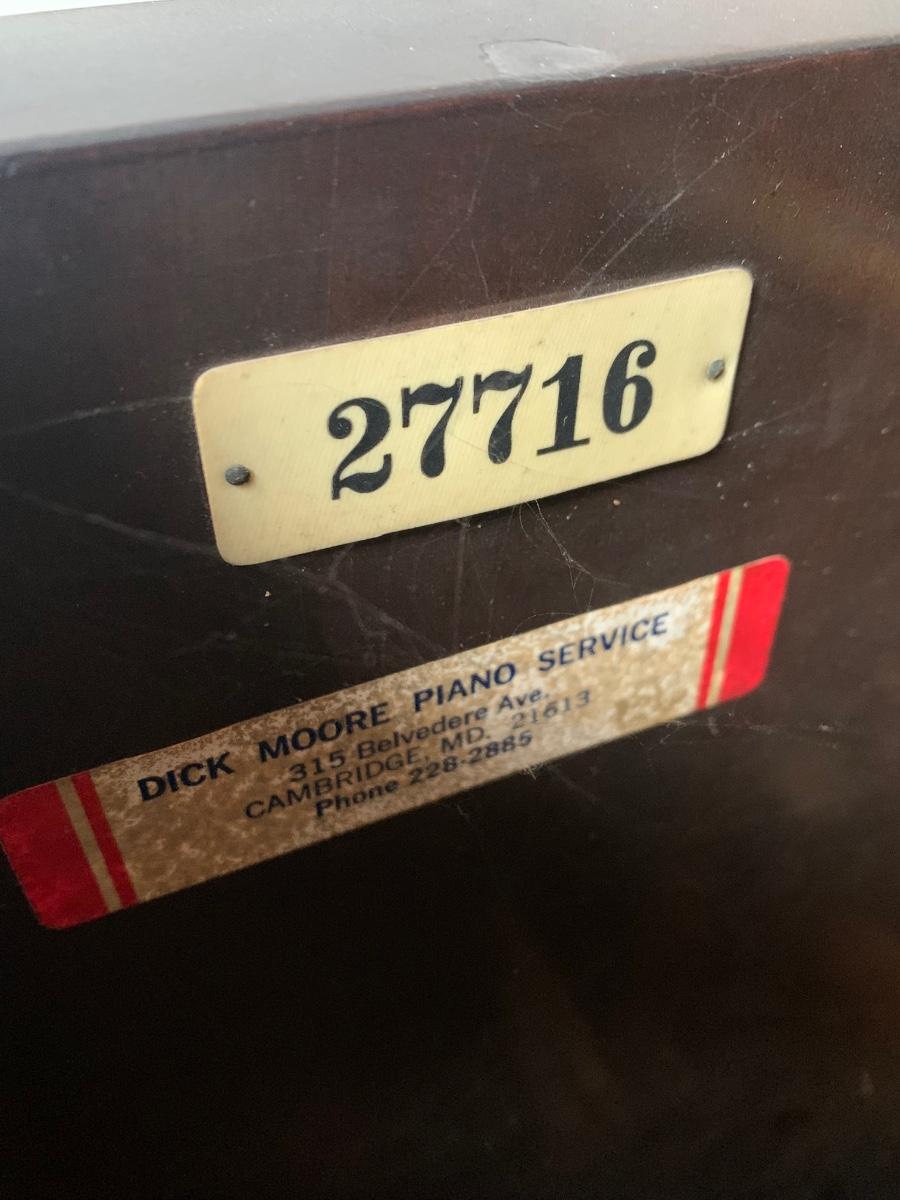 27716
DICK MOORE PIANO SERVICE
315 Belvedere Ave.
CAMBRIDGE, MD. 21613
Phone 228-2885